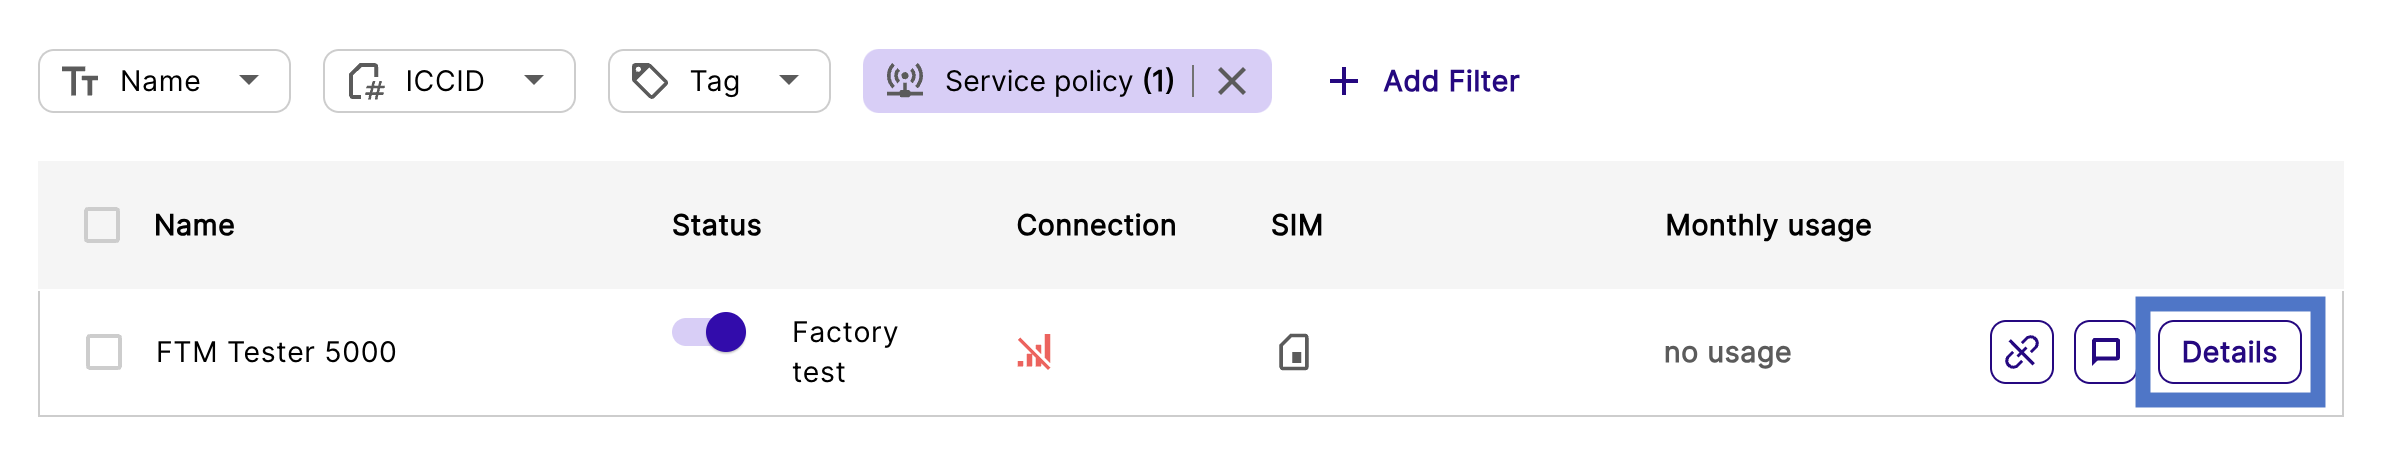 Name ICCID Tag Service policy (1) Add Filter
Name Status Connection SIM Monthly usage
FTM Tester 5000 Factory test no usage Details